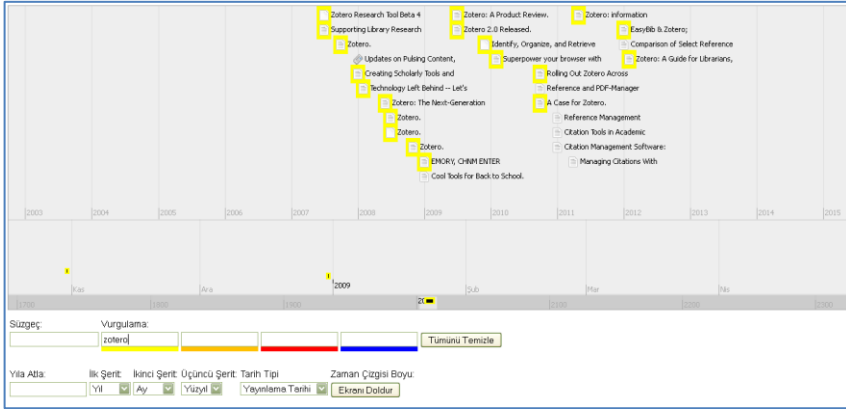 Zotero Research Tool Beta 4 Zotero: A Product Review. Zotero: information
Supporting Library Research Zotero 2.0 Released. EasyBib & Zotero;
Zotero. Identify, Organize, and Retrieve Comparison of Select Reference
Updates on Pulsing Content, Superpower your browser with Zotero: A Guide for Librarians,
Creating Scholarly Tools and Rolling Out Zotero Across
Technology Left Behind -- Let's Reference and PDF-Manager
Zotero: The Next-Generation A Case for Zotero.
Zotero. Reference Management
Zotero. Citation Tools in Academic
Zotero. Citation Management Software:
EMORY, CHNM ENTER Managing Citations With
Cool Tools for Back to School.
2003 2004 2005 2006 2007 2008 2009 2010 2011 2012 2013 2014 2015
2009
Kas Ara Şub Mar Nis
1700 1800 1900 2100 2200 2300
Süzgeç: Vurgulama:
zotero Tümünü Temizle
Yıla Atla: İlk Şerit: İkinci Şerit: Üçüncü Şerit: Tarih Tipi Zaman Çizgisi Boyu:
Yıl Ay Yüzyıl Yayınlama Tarihi Ekranı Doldur